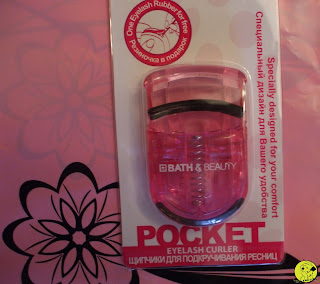 One Eyelash Rubber for free
Резиночка в подарок
Specially designed for your comfort
Специальный дизайн для Вашего удобства
BATH & BEAUTY
POCKET
EYELASH CURLER
ЩИПЧИКИ ДЛЯ ПОДКРУЧИВАНИЯ РЕСНИЦ